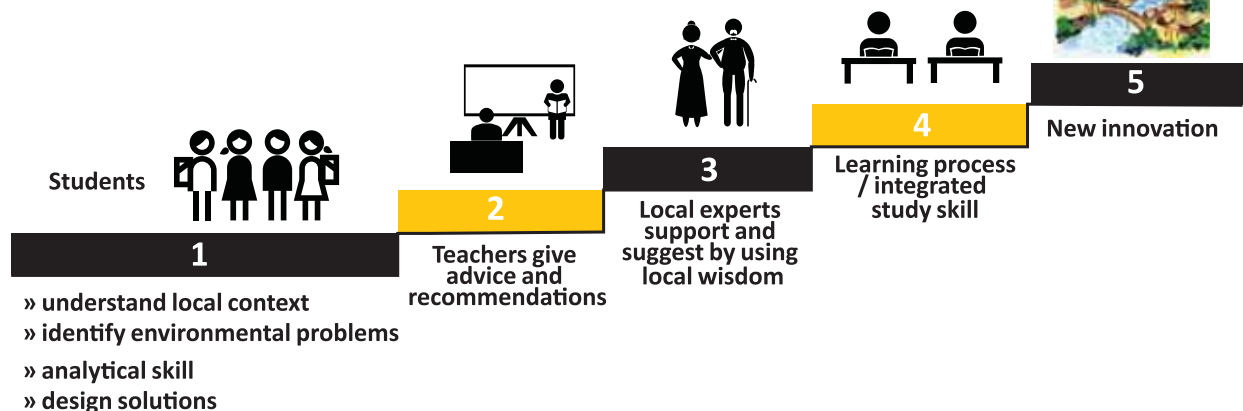 Students
1
» understand local context
» identify environmental problems
» analytical skill
» design solutions
2
Teachers give
advice and
recommendations
3
Local experts
support and
suggest by using
local wisdom
4
Learning process
/ integrated
study skill
5
New innovation